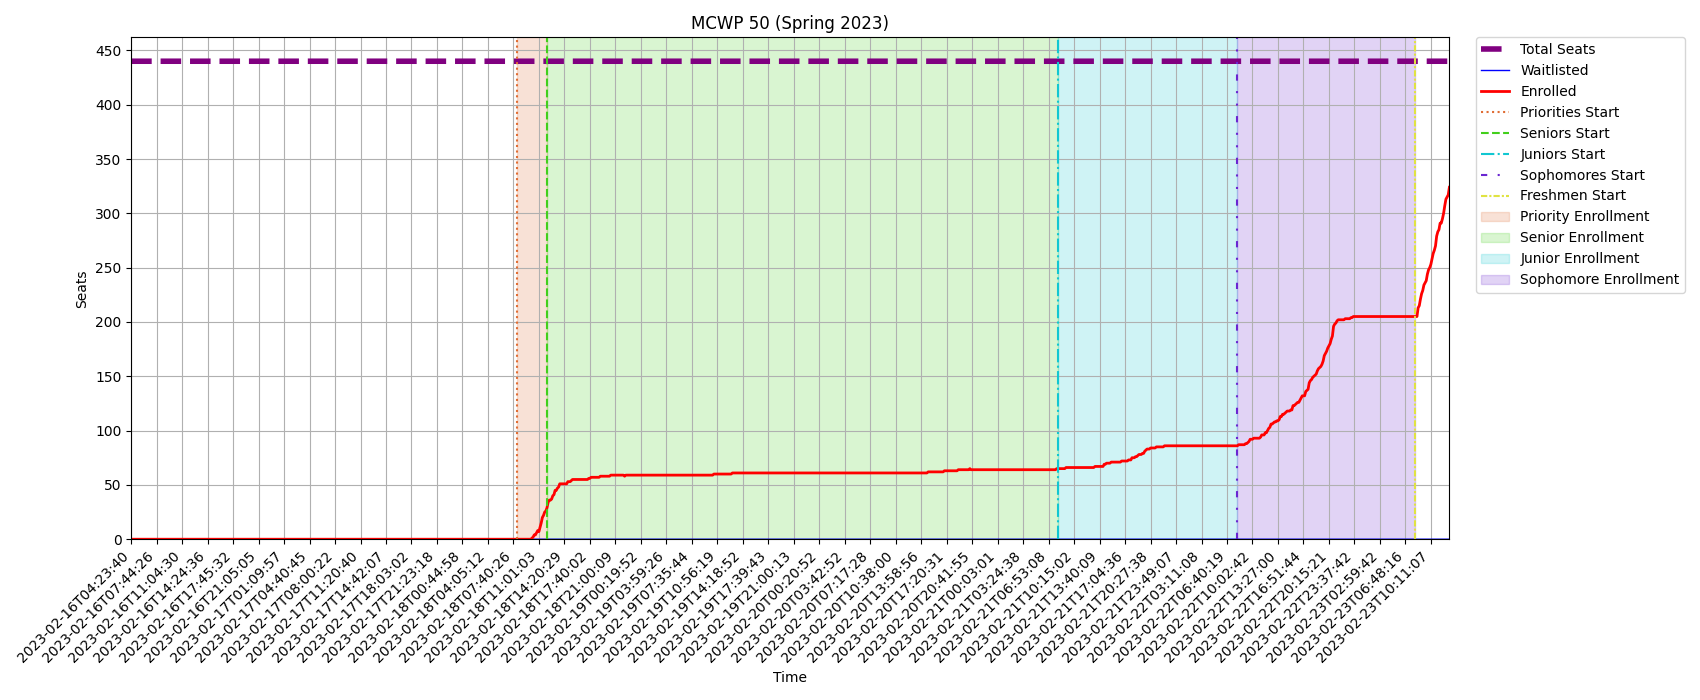 MCWP 50 (Spring 2023)
Seats
450
400
350
300
250
200
150
100
50
0
2023-02-16T04:23:40
2023-02-16T07:44:26
2023-02-16T11:04:30
2023-02-16T14:24:36
2023-02-16T17:45:32
2023-02-16T21:05:05
2023-02-17T01:09:57
2023-02-17T04:40:45
2023-02-17T08:00:22
2023-02-17T11:20:40
2023-02-17T14:42:07
2023-02-17T18:03:02
2023-02-17T21:23:18
2023-02-18T00:44:58
2023-02-18T04:05:12
2023-02-18T07:40:26
2023-02-18T11:01:03
2023-02-18T14:20:29
2023-02-18T17:40:02
2023-02-18T21:00:09
2023-02-19T00:19:52
2023-02-19T03:59:26
2023-02-19T07:35:44
2023-02-19T10:56:19
2023-02-19T14:18:52
2023-02-19T17:39:43
2023-02-19T21:00:13
2023-02-20T00:20:52
2023-02-20T03:42:52
2023-02-20T07:17:28
2023-02-20T10:38:00
2023-02-20T13:58:56
2023-02-20T17:20:31
2023-02-20T20:41:55
2023-02-21T00:03:01
2023-02-21T03:24:38
2023-02-21T06:53:08
2023-02-21T10:15:02
2023-02-21T13:40:09
2023-02-21T17:04:36
2023-02-21T20:27:38
2023-02-21T23:49:07
2023-02-22T03:11:08
2023-02-22T06:40:19
2023-02-22T10:02:42
2023-02-22T13:27:00
2023-02-22T16:51:44
2023-02-22T20:15:21
2023-02-22T23:37:42
2023-02-23T02:59:42
2023-02-23T06:48:16
2023-02-23T10:11:07
Time
Total Seats
Waitlisted
Enrolled
Priorities Start
Seniors Start
Juniors Start
Sophomores Start
Freshmen Start
Priority Enrollment
Senior Enrollment
Junior Enrollment
Sophomore Enrollment